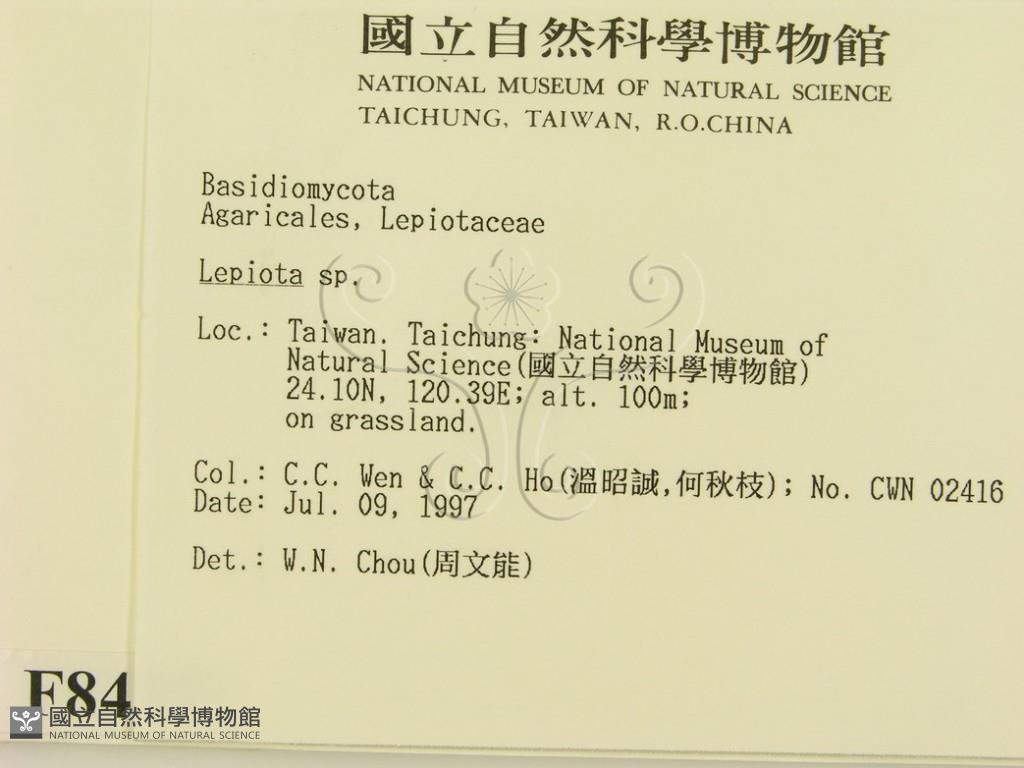 國立自然科學博物館
NATIONAL MUSEUM OF NATURAL SCIENCE
TAICHUNG, TAIWAN, R.O.CHINA
Basidiomycota
Agaricales, Lepiotaceae
Lepiota sp.
Loc.: Taiwan. Taichung: National Museum of
Natural Science(國立自然科學博物館)
24.10N, 120.39E; alt. 100m;
on grassland.
Col.: C.C. Wen & C.C. Ho(溫昭誠,何秋枝); No. CWN 02416
Date: Jul. 09, 1997
Det.: W.N. Chou(周文能)
F84
國立自然科學博物館
NATIONAL MUSEUM OF NATURAL SCIENCE